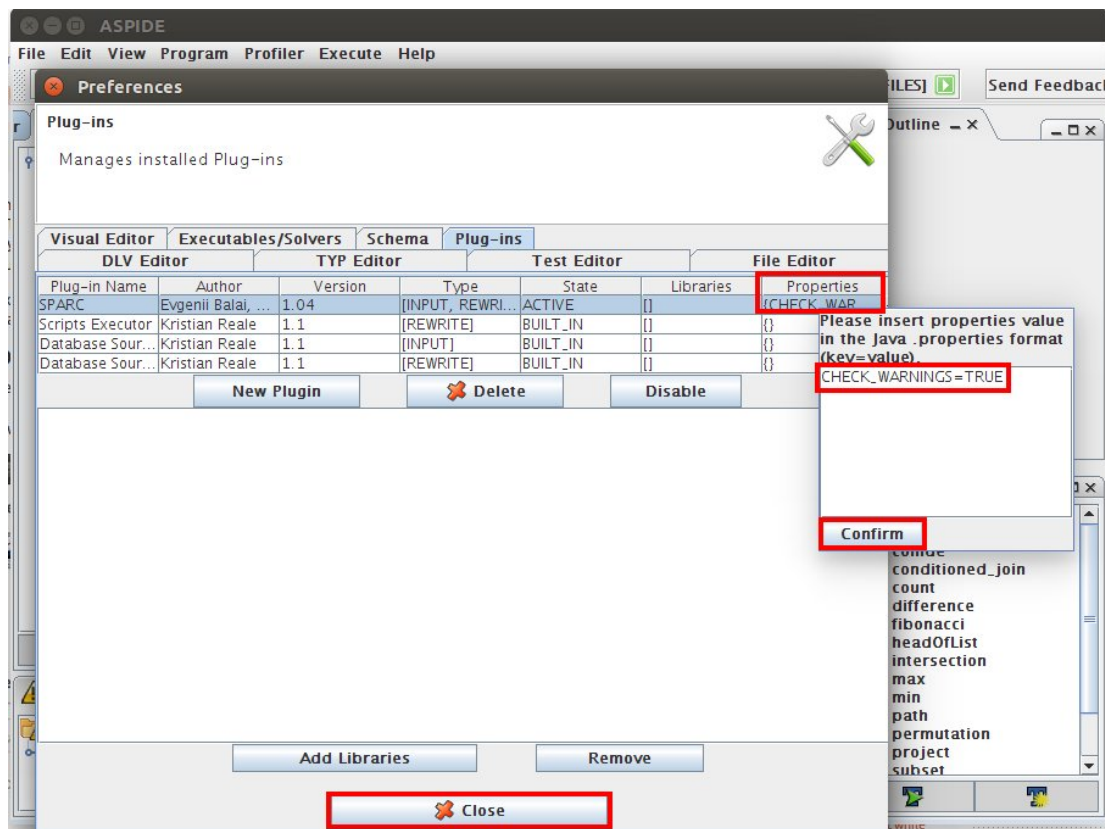 ASPIDE
File Edit View Program Profiler Execute Help
Preferences
FILES]
Send Feedbac
Plug-ins
Outline
Manages installed Plug-ins
Visual Editor Executables/Solvers Schema Plug-ins
DLV Editor TYP Editor Test Editor File Editor
Plug-in Name Author Version Type State Libraries Properties
SPARC Evgenii Balai, ... 1.04 [INPUT, REWRI... ACTIVE [] {CHECK_WAR
Scripts Executor Kristian Reale 1.1 [REWRITE] BUILT_IN [] {}
Database Sour... Kristian Reale 1.1 [INPUT] BUILT_IN [] {}
Database Sour... Kristian Reale 1.1 [REWRITE] BUILT_IN [] {}
Please insert properties value
in the Java .properties format
(key=value).
CHECK_WARNINGS=TRUE
New Plugin Delete Disable
Confirm
conditioned_join
count
difference
fibonacci
headOfList
intersection
max
min
path
permutation
project
subset
Add Libraries Remove
Close